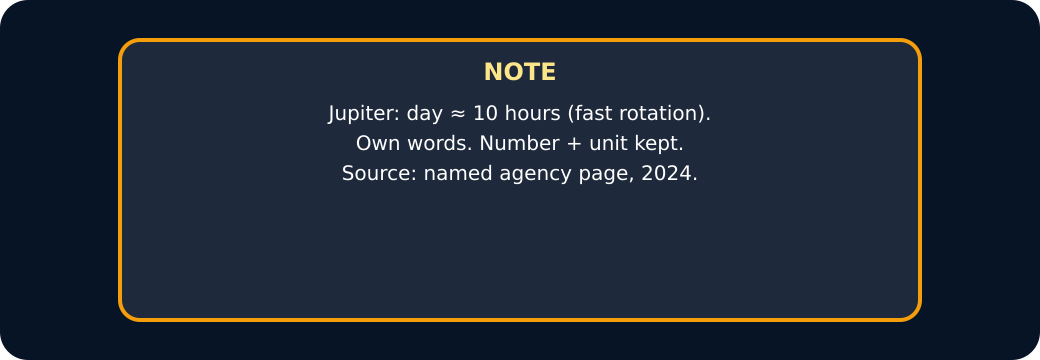 NOTE
Jupiter: day ≈ 10 hours (fast rotation).
Own words. Number + unit kept.
Source: named agency page, 2024.